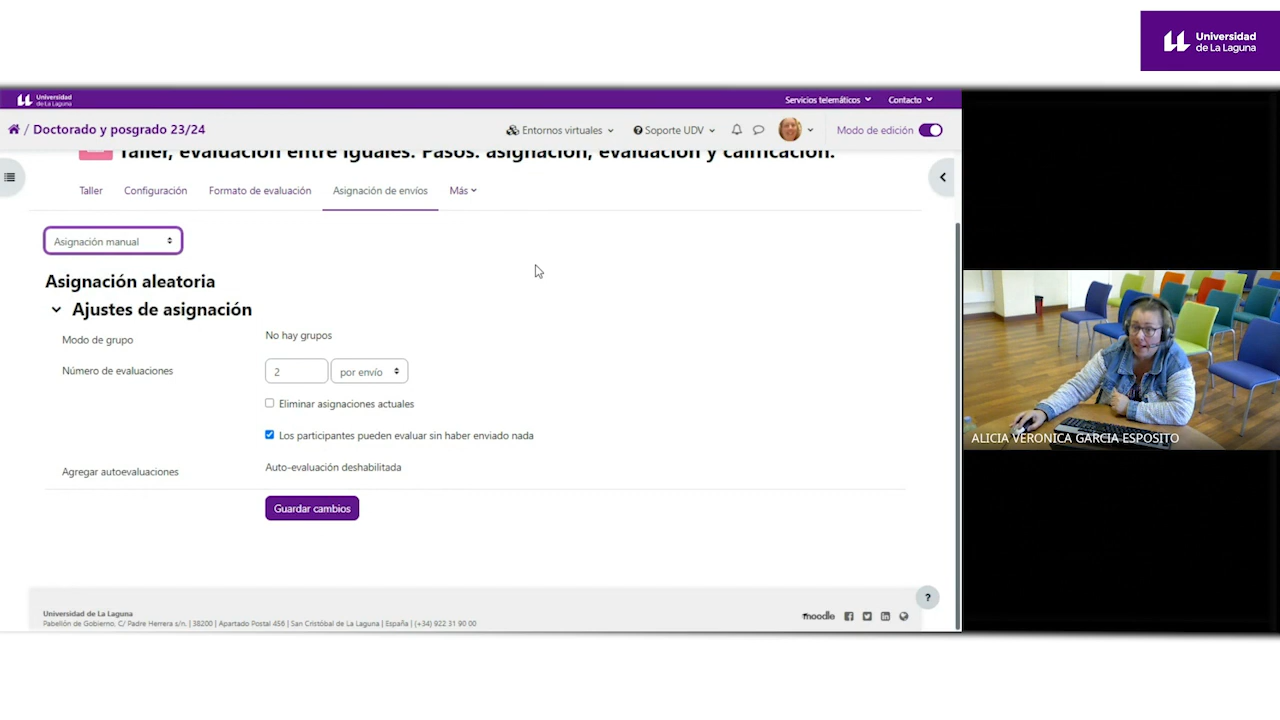 Universidad
de La Laguna
Universidad
de La Laguna
Servicios telemáticos
Contacto
/ Doctorado y posgrado 23/24
Entornos virtuales
Soporte UDV
Modo de edición
Taller, evaluación entre iguales. Pasos: asignación, evaluación y calificación.
Taller
Configuración
Formato de evaluación
Asignación de envíos
Más
Asignación manual
Asignación aleatoria
Ajustes de asignación
Modo de grupo
No hay grupos
Número de evaluaciones
2
por envío
Eliminar asignaciones actuales
Los participantes pueden evaluar sin haber enviado nada
Agregar autoevaluaciones
Auto-evaluación deshabilitada
Guardar cambios
ALICIA VERONICA GARCIA ESPOSITO
?
Universidad de La Laguna
Pabellón de Gobierno, C/ Padre Herrera s/n. | 38200 | Apartado Postal 456 | San Cristóbal de La Laguna | España | (+34) 922 31 90 00
moodle